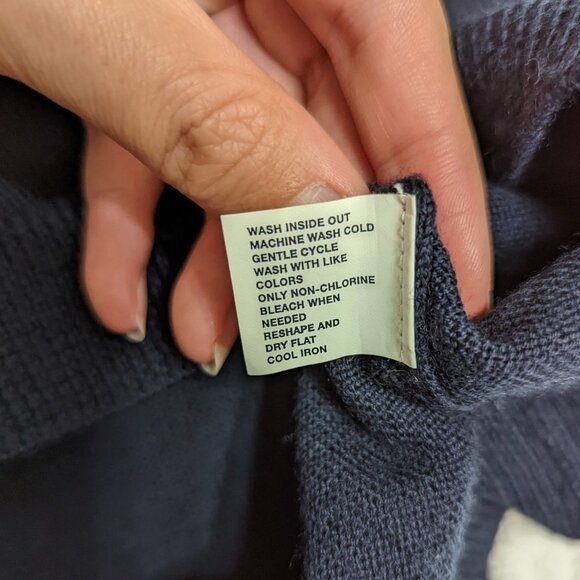 WASH INSIDE OUT
MACHINE WASH COLD
GENTLE CYCLE
WASH WITH LIKE
COLORS
ONLY NON-CHLORINE
BLEACH WHEN
NEEDED
RESHAPE AND
DRY FLAT
COOL IRON